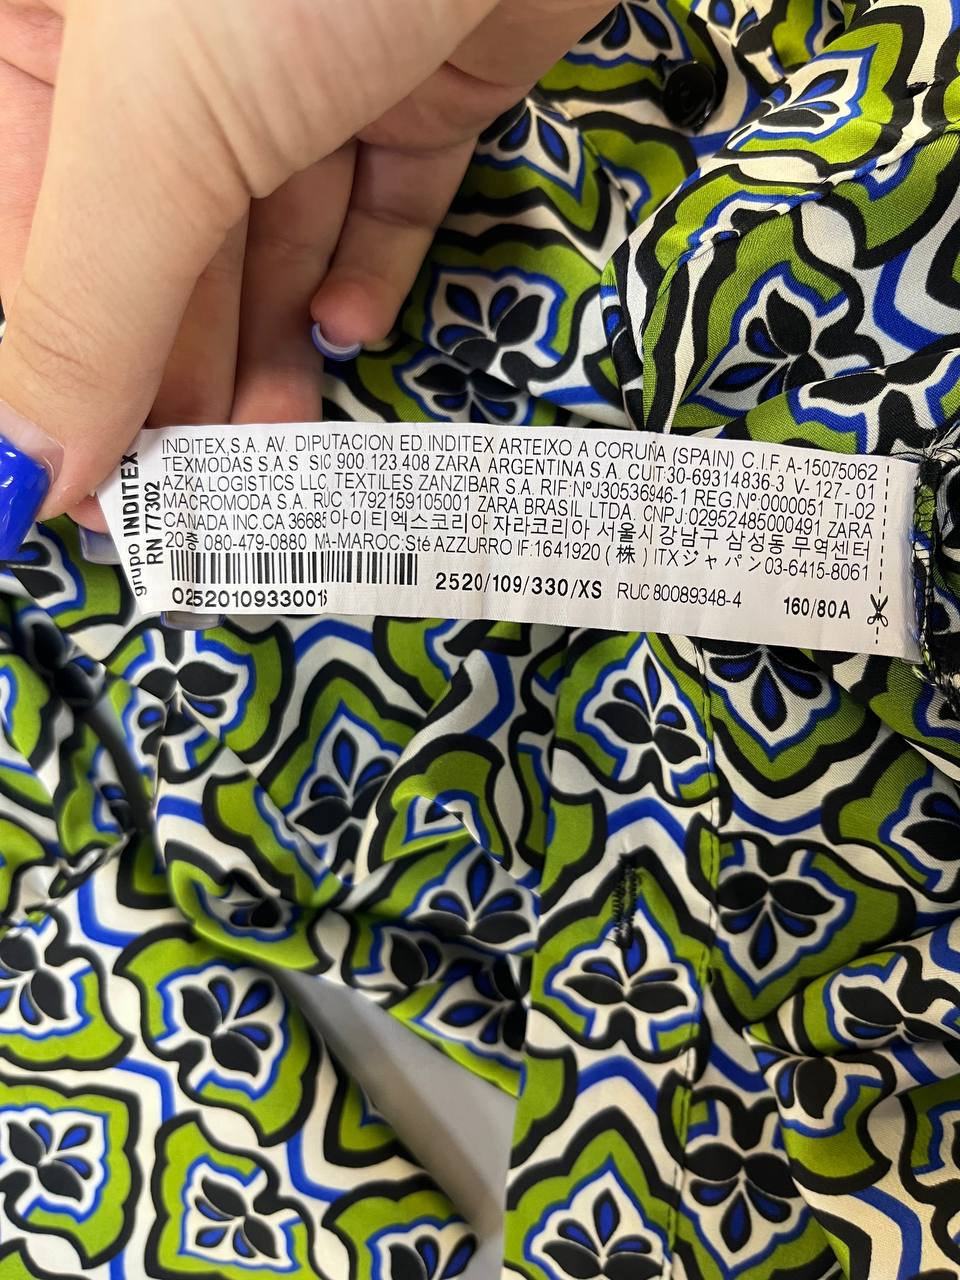 grupo INDITEX
RN 77302
INDITEX,S.A. AV. DIPUTACION ED.INDITEX ARTEIXO A CORUÑA (SPAIN) C.I.F. A-15075062
TEXMODAS S.A.S SIC 900.123.408 ZARA ARGENTINA S.A. CUIT:30-69314836-3 V-127-01
AZKA LOGISTICS LLC TEXTILES ZANZIBAR S.A. RIF:NºJ30536946-1 REG.Nº:0000051 TI-02
MACROMODA S.A. RUC 1792159105001 ZARA BRASIL LTDA. CNPJ:02952485000491 ZARA
CANADA INC.CA 36685 아이티엑스코리아 자라코리아 서울시 강남구 삼성동 무역센터
20층 080-479-0880 MA-MAROC:Sté AZZURRO IF:1641920 (株) ITXジャパン 03-6415-8061
2520/109/330/XS RUC 80089348-4 160/80A
02520109330018